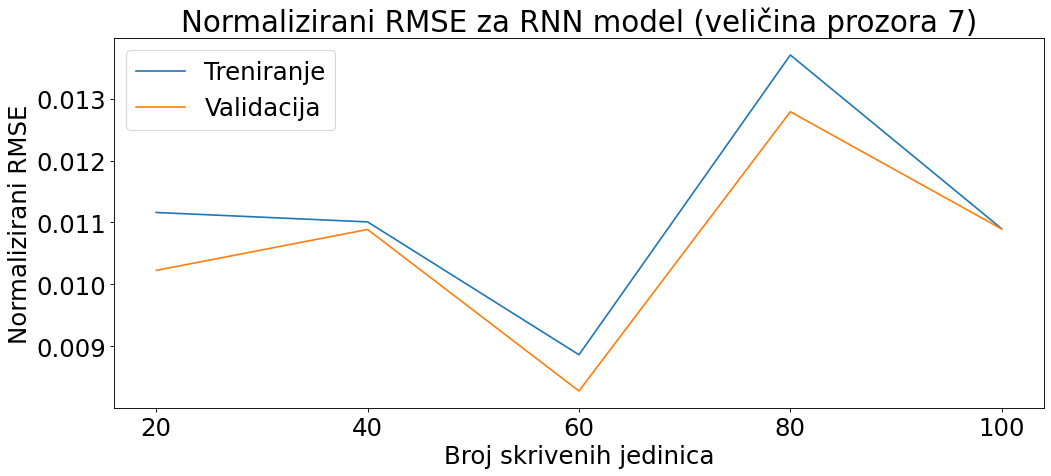 Normalizirani RMSE za RNN model (veličina prozora 7)
Treniranje
Validacija
Normalizirani RMSE
0.013
0.012
0.011
0.010
0.009
20 40 60 80 100
Broj skrivenih jedinica